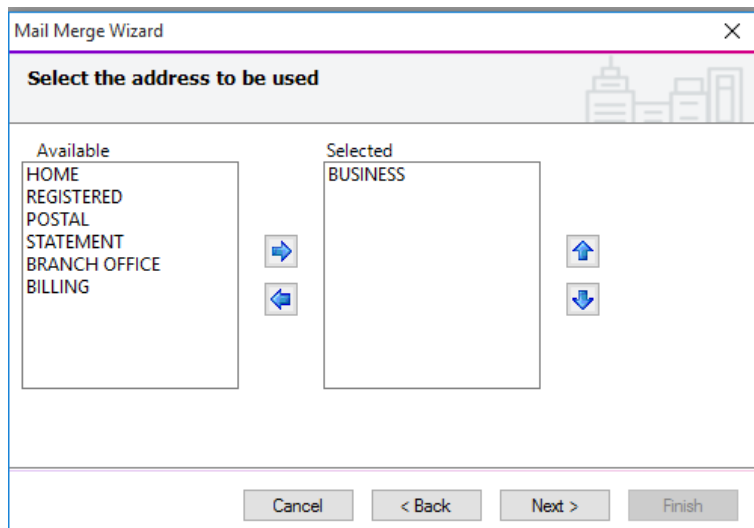 Mail Merge Wizard
Select the address to be used
Available
HOME
REGISTERED
POSTAL
STATEMENT
BRANCH OFFICE
BILLING
Selected
BUSINESS
Cancel
< Back
Next >
Finish